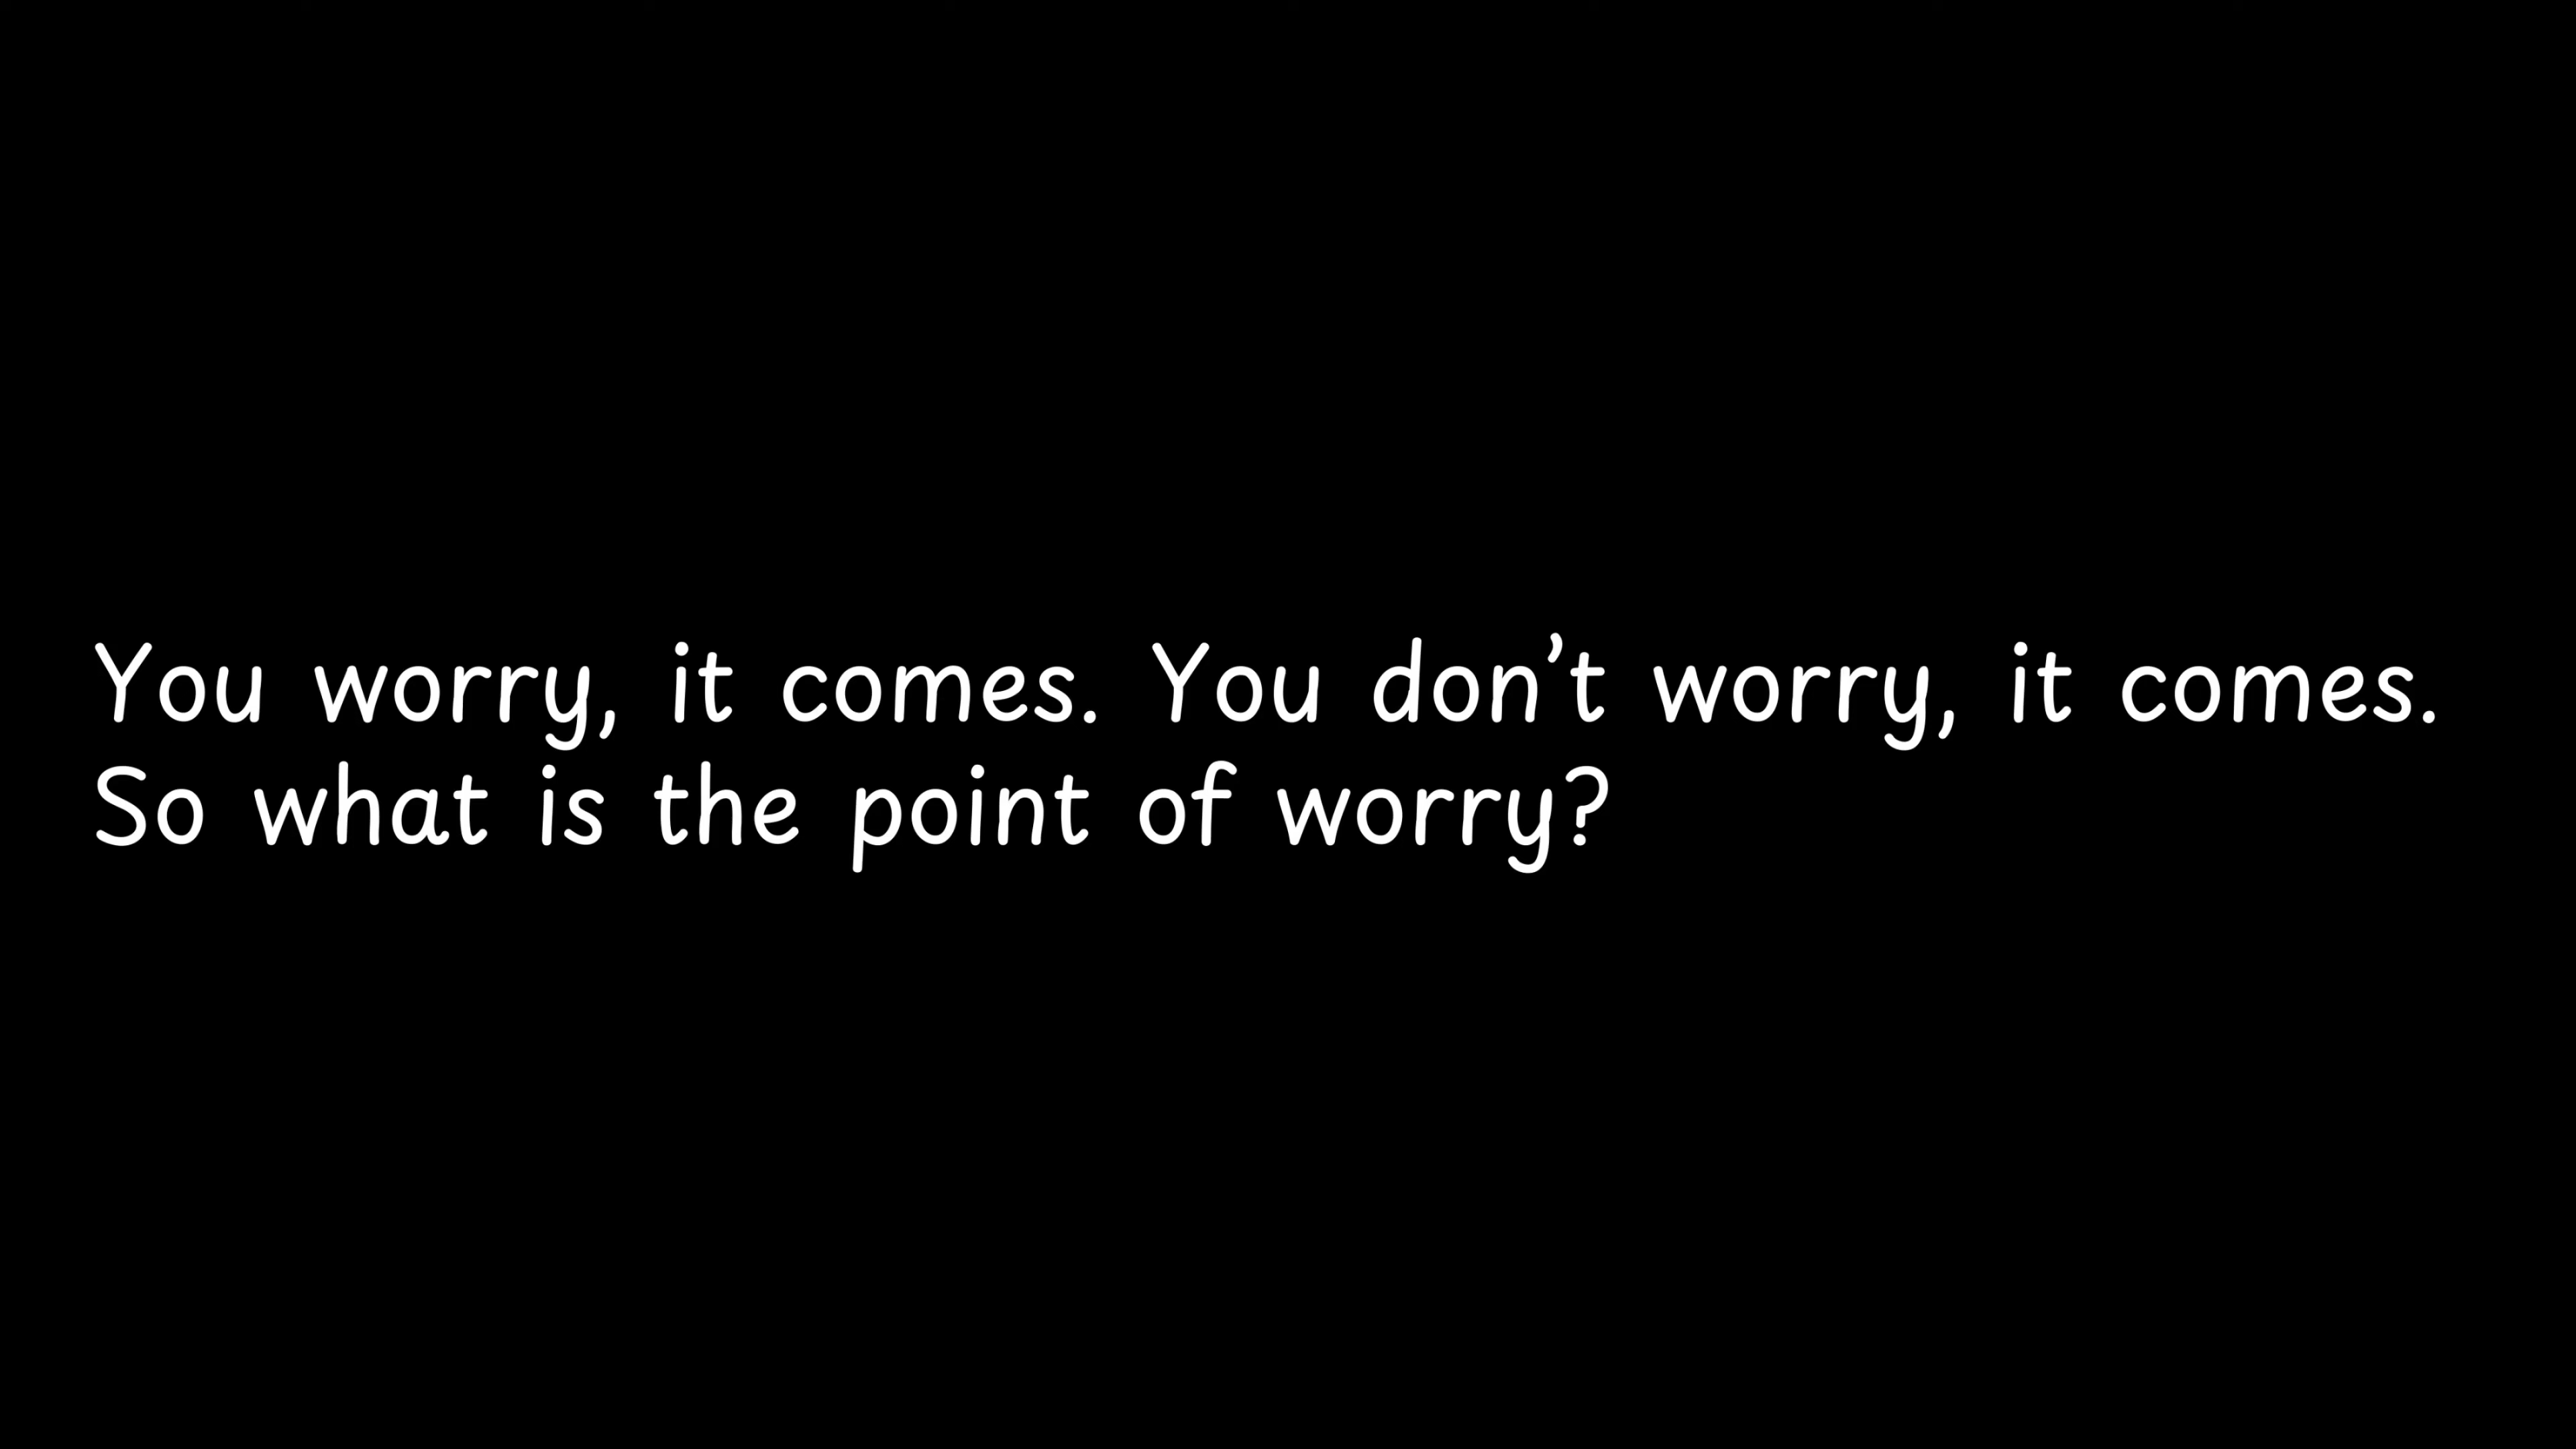 You worry, it comes. You don’t worry, it comes.
So what is the point of worry?